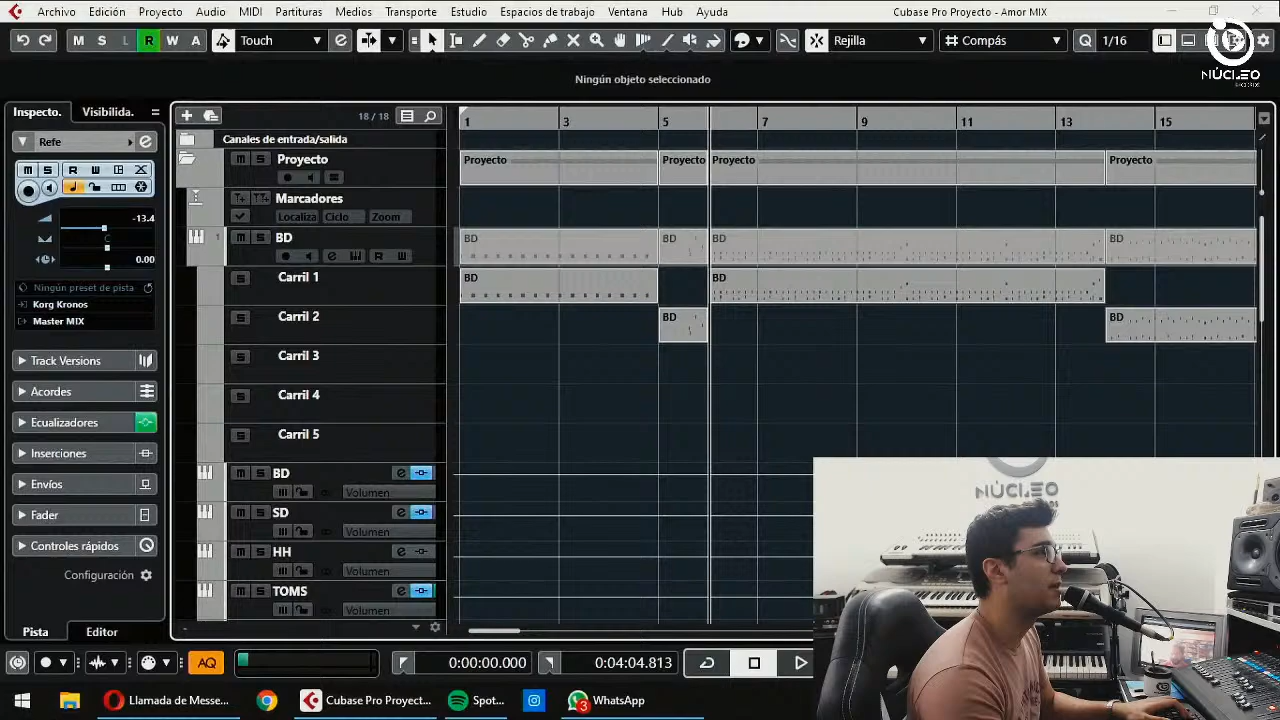 Archivo Edición Proyecto Audio MIDI Partituras Medios Transporte Estudio Espacios de trabajo Ventana Hub Ayuda Cubase Pro Proyecto - Amor MIX
M S L R W A Touch Rejilla Compás Q 1/16
NÚCLEO
Ningún objeto seleccionado
Inspecto. Visibilida. 18 / 18 1 3 5 7 9 11 13 15
Canales de entrada/salida
Refe M S Proyecto Proyecto Proyecto Proyecto Proyecto
M S R W
Marcadores
-13.4 Localiza Ciclo Zoom
C
1 M S BD BD BD BD BD
0.00 R W
Ningún preset de pista S Carril 1 BD BD
Korg Kronos
Master MIX S Carril 2 BD BD
Track Versions S Carril 3
Acordes S Carril 4
Ecualizadores S Carril 5
Inserciones
M S BD
Envíos Volumen
Fader M S SD
Volumen
Controles rápidos M S HH
Configuración Volumen
M S TOMS
Volumen
Pista Editor
NÚCLEO
AQ 0:00:00.000 0:04:04.813
Llamada de Messe... Cubase Pro Proyect... Spot... 3 WhatsApp